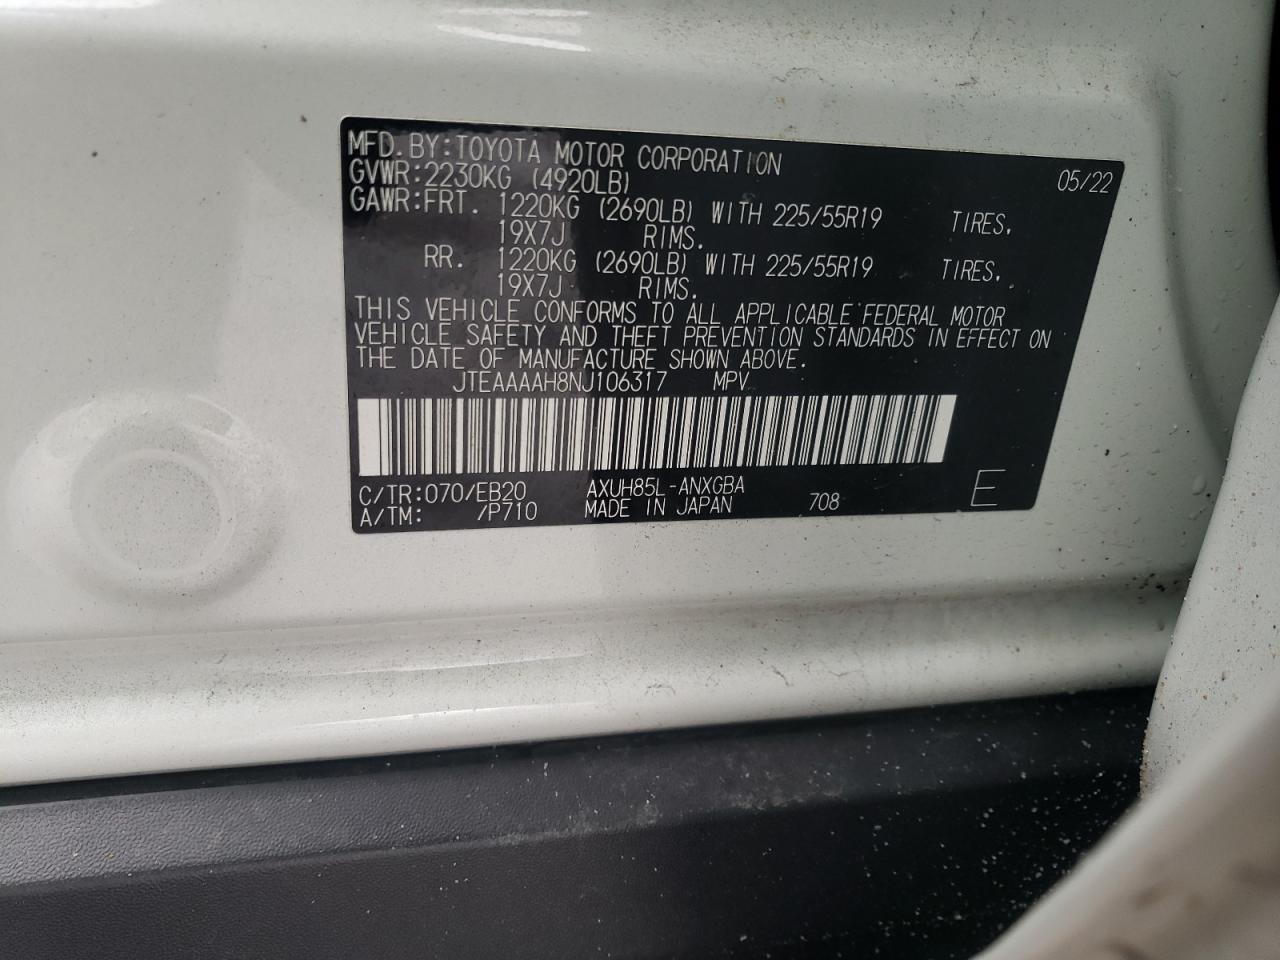 MFD.BY:TOYOTA MOTOR CORPORATION 05/22
GVWR:2230KG (4920LB)
GAWR:FRT. 1220KG (2690LB) WITH 225/55R19 TIRES,
19X7J RIMS.
RR. 1220KG (2690LB) WITH 225/55R19 TIRES,
19X7J RIMS.
THIS VEHICLE CONFORMS TO ALL APPLICABLE FEDERAL MOTOR
VEHICLE SAFETY AND THEFT PREVENTION STANDARDS IN EFFECT ON
THE DATE OF MANUFACTURE SHOWN ABOVE.
JTEAAAAH8NJ106317 MPV
C/TR:070/EB20 AXUH85L-ANXGBA
A/TM: /P710 MADE IN JAPAN 708 E